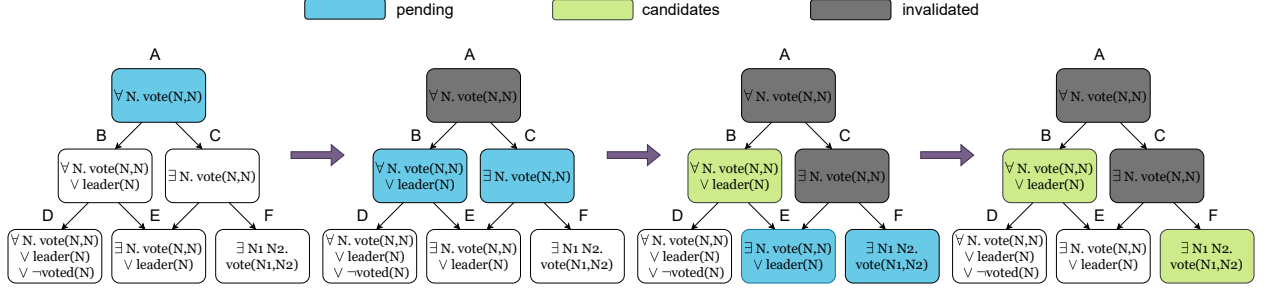 pending
candidates
invalidated
A
∀ N. vote(N,N)
B
C
∀ N. vote(N,N)
∨ leader(N)
∃ N. vote(N,N)
D
E
F
∀ N. vote(N,N)
∨ leader(N)
∨ ¬voted(N)
∃ N. vote(N,N)
∨ leader(N)
∃ N1 N2.
vote(N1,N2)
A
∀ N. vote(N,N)
B
C
∀ N. vote(N,N)
∨ leader(N)
∃ N. vote(N,N)
D
E
F
∀ N. vote(N,N)
∨ leader(N)
∨ ¬voted(N)
∃ N. vote(N,N)
∨ leader(N)
∃ N1 N2.
vote(N1,N2)
A
∀ N. vote(N,N)
B
C
∀ N. vote(N,N)
∨ leader(N)
∃ N. vote(N,N)
D
E
F
∀ N. vote(N,N)
∨ leader(N)
∨ ¬voted(N)
∃ N. vote(N,N)
∨ leader(N)
∃ N1 N2.
vote(N1,N2)
A
∀ N. vote(N,N)
B
C
∀ N. vote(N,N)
∨ leader(N)
∃ N. vote(N,N)
D
E
F
∀ N. vote(N,N)
∨ leader(N)
∨ ¬voted(N)
∃ N. vote(N,N)
∨ leader(N)
∃ N1 N2.
vote(N1,N2)